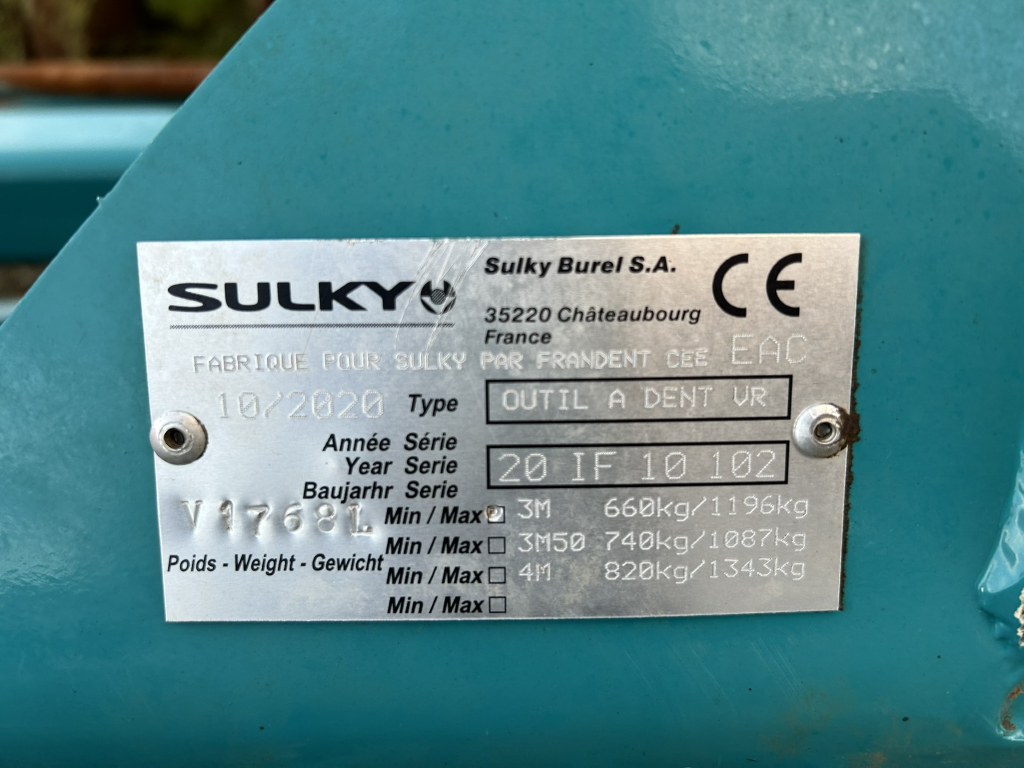 SULKY
Sulky Burel S.A.
35220 Châteaubourg
France
CE
FABRIQUE POUR SULKY PAR FRANDENT CEE EAC
10/2020 Type OUTIL A DENT VR
Année Série
Year Serie
Baujarhr Serie
20 IF 10 102
V1768L
Min / Max 3M 660kg/1196kg
Min / Max 3M50 740kg/1087kg
Poids - Weight - Gewicht
Min / Max 4M 820kg/1343kg
Min / Max